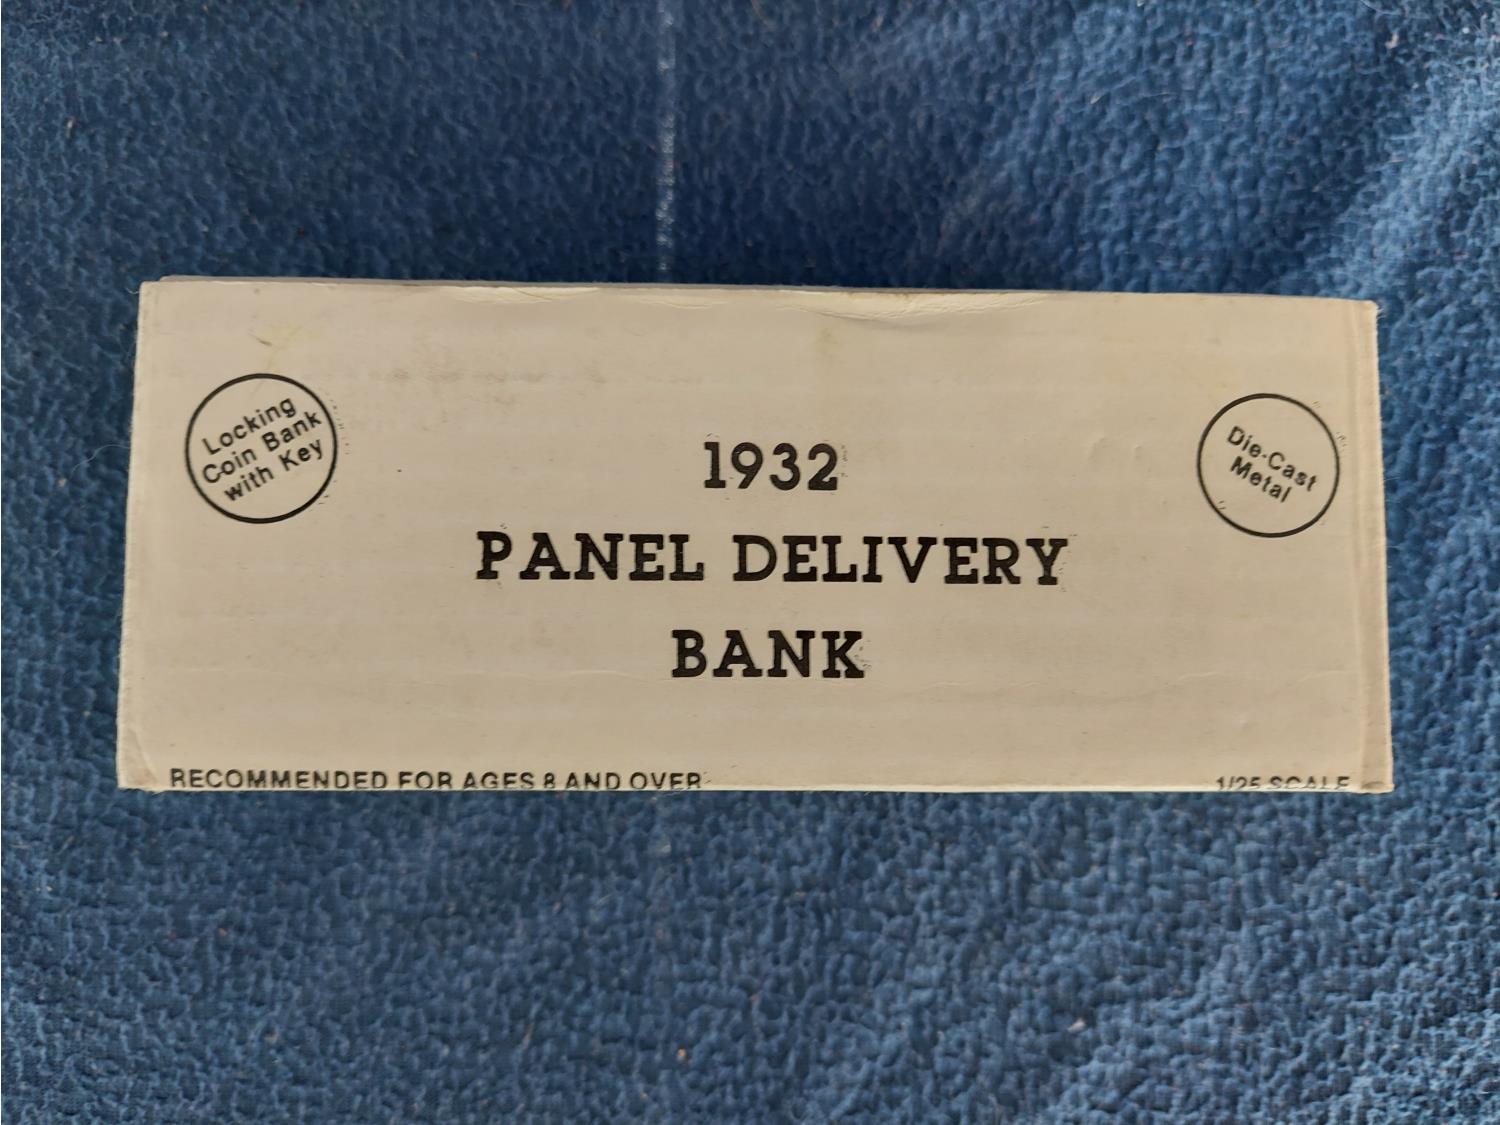 Locking
Coin Bank
with Key
Die-Cast
Metal
1932
PANEL DELIVERY
BANK
RECOMMENDED FOR AGES 8 AND OVER
1/25 SCALE